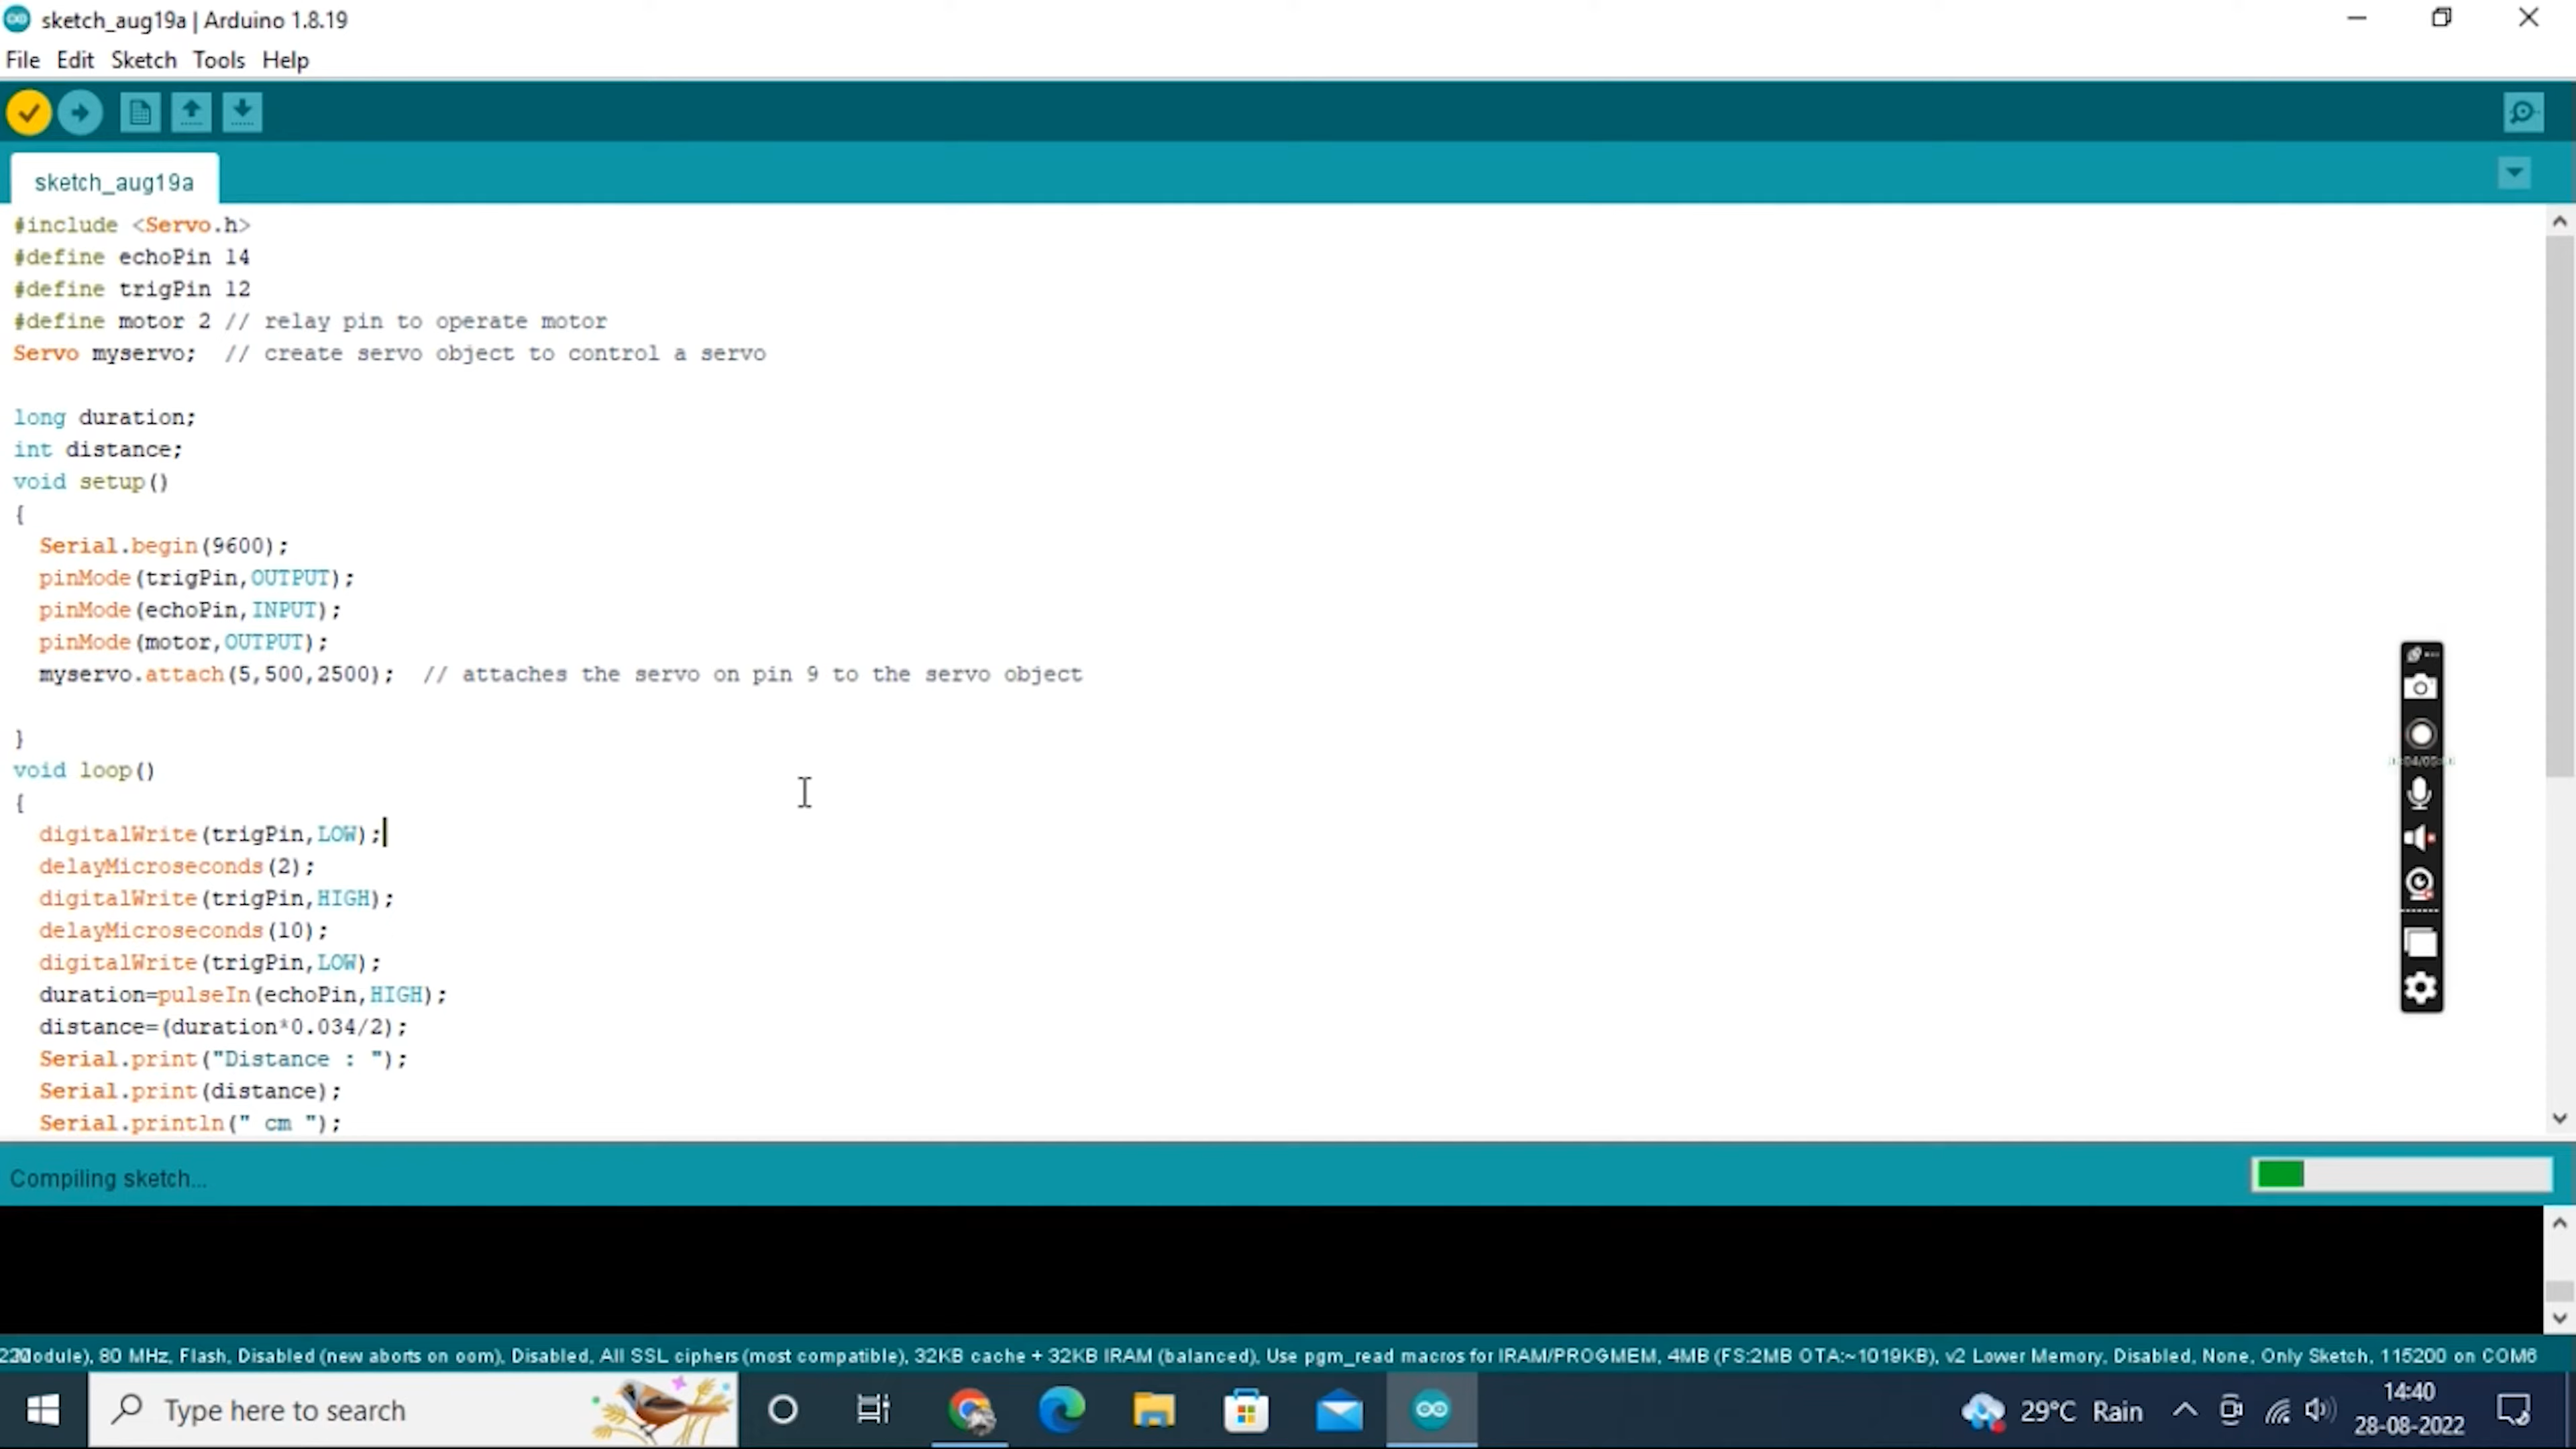 sketch_aug19a | Arduino 1.8.19
File Edit Sketch Tools Help
sketch_aug19a
#include <Servo.h>
#define echoPin 14
#define trigPin 12
#define motor 2 // relay pin to operate motor
Servo myservo;  // create servo object to control a servo
long duration;
int distance;
void setup()
{
Serial.begin(9600);
pinMode(trigPin,OUTPUT);
pinMode(echoPin,INPUT);
pinMode(motor,OUTPUT);
myservo.attach(5,500,2500);  // attaches the servo on pin 9 to the servo object
}
void loop()
{
digitalWrite(trigPin,LOW);
delayMicroseconds(2);
digitalWrite(trigPin,HIGH);
delayMicroseconds(10);
digitalWrite(trigPin,LOW);
duration=pulseIn(echoPin,HIGH);
distance=(duration*0.034/2);
Serial.print("Distance : ");
Serial.print(distance);
Serial.println(" cm ");
Compiling sketch...
80 MHz, Flash, Disabled (new aborts on oom), Disabled, All SSL ciphers (most compatible), 32KB cache + 32KB IRAM (balanced), Use pgm_read macros for IRAM/PROGMEM, 4MB (FS:2MB OTA:~1019KB), v2 Lower Memory, Disabled, None, Only Sketch, 115200 on COM6
Type here to search
29°C Rain
14:40
28-08-2022